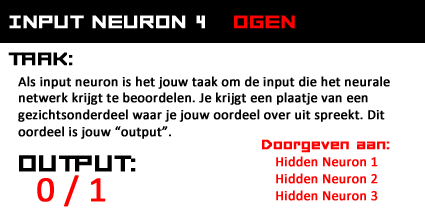 INPUT NEURON 4 OGEN
TAAK:
Als input neuron is het jouw taak om de input die het neurale
netwerk krijgt te beoordelen. Je krijgt een plaatje van een
gezichtsonderdeel waar je jouw oordeel over uit spreekt. Dit
oordeel is jouw “output”.
OUTPUT:
0 / 1
Doorgeven aan:
Hidden Neuron 1
Hidden Neuron 2
Hidden Neuron 3